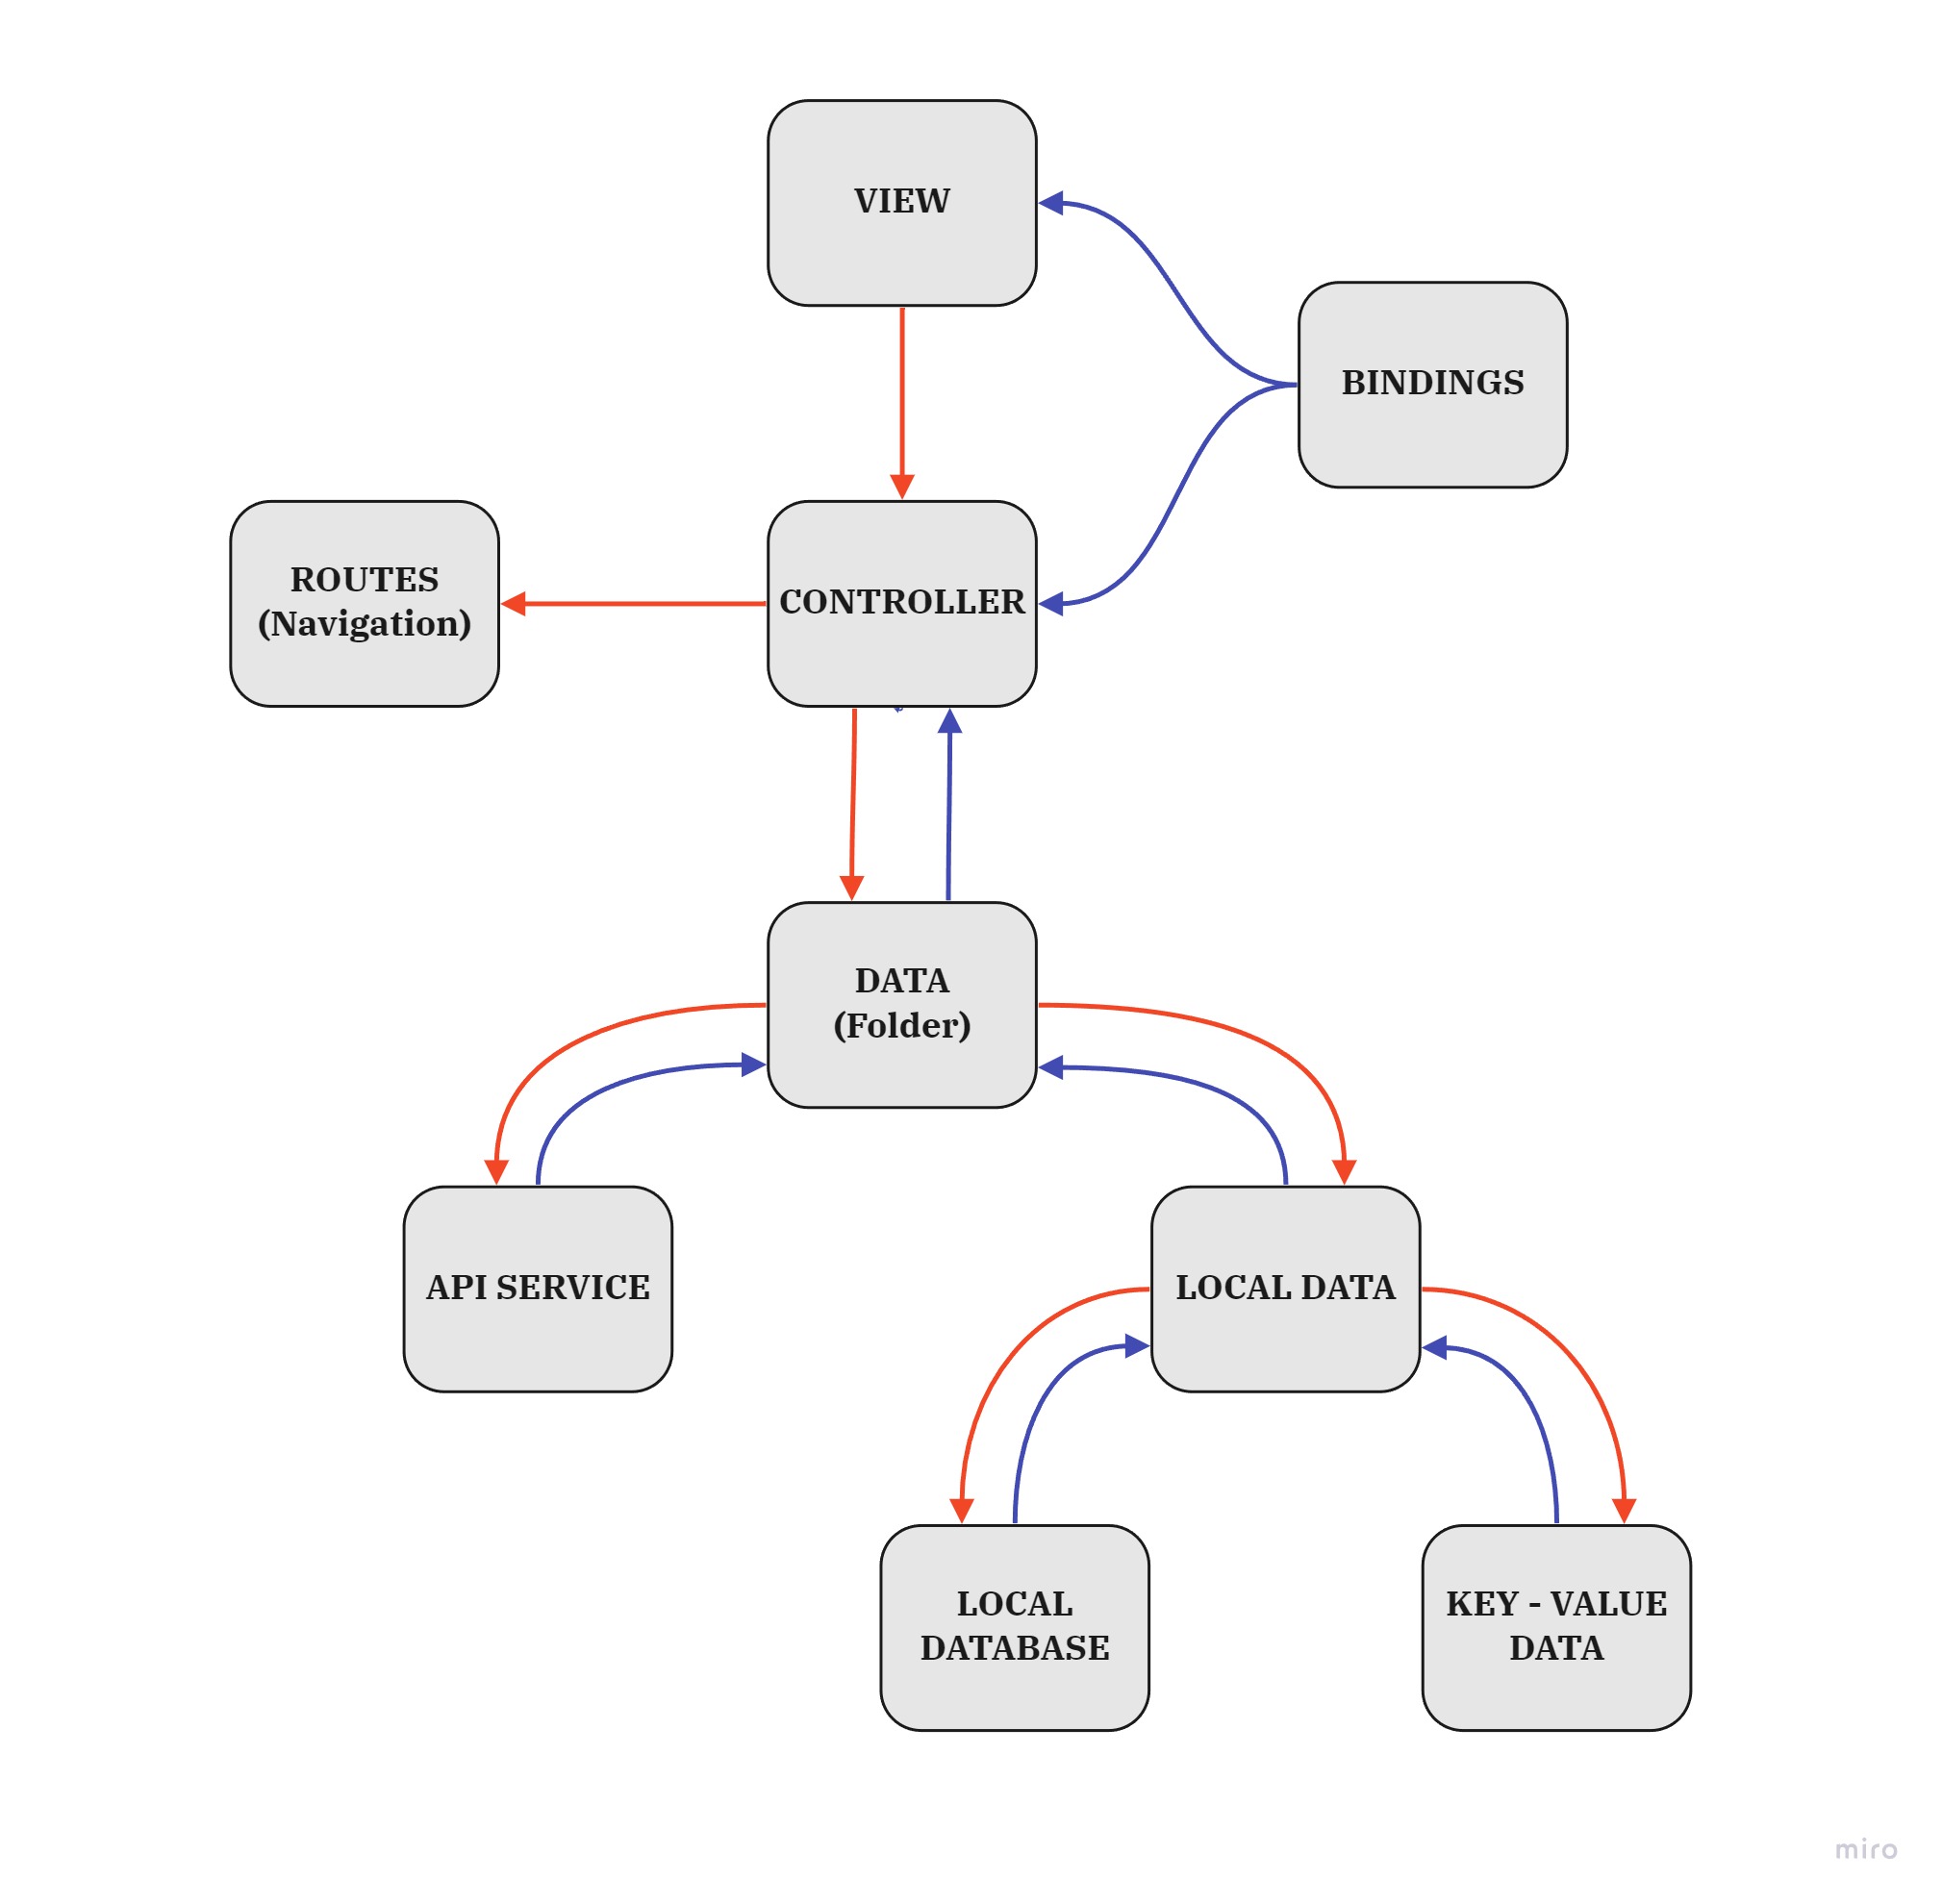 VIEW
BINDINGS
ROUTES
(Navigation)
CONTROLLER
DATA
(Folder)
API SERVICE
LOCAL DATA
LOCAL
DATABASE
KEY - VALUE
DATA
miro